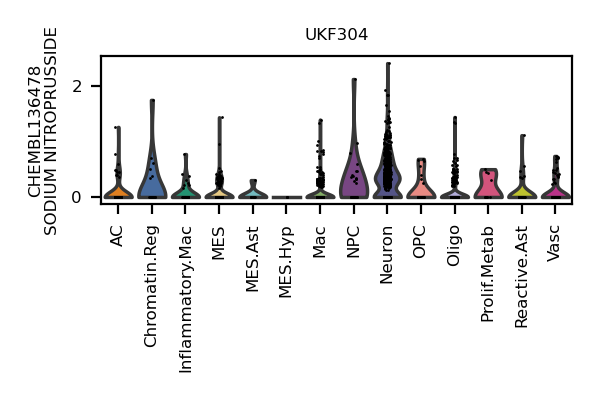 UKF304
CHEMBL136478
SODIUM NITROPRUSSIDE
2
0
AC
Chromatin.Reg
Inflammatory.Mac
MES
MES.Ast
MES.Hyp
Mac
NPC
Neuron
OPC
Oligo
Prolif.Metab
Reactive.Ast
Vasc